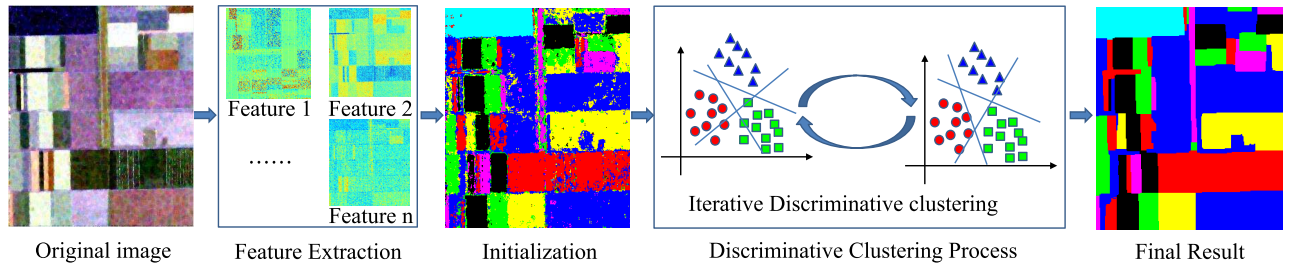 Feature 1
Feature 2
……
Feature n
Iterative Discriminative clustering
Original image
Feature Extraction
Initialization
Discriminative Clustering Process
Final Result